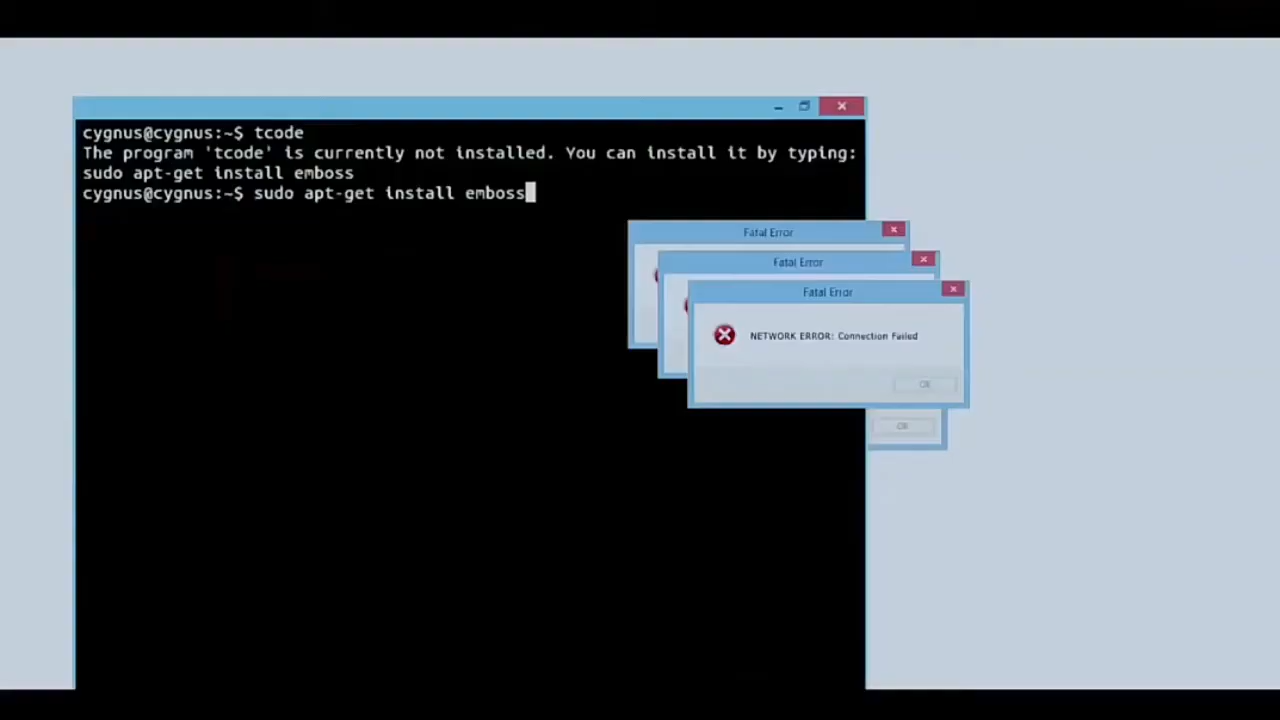 cygnus@cygnus:~$ tcode
The program 'tcode' is currently not installed. You can install it by typing:
sudo apt-get install emboss
cygnus@cygnus:~$ sudo apt-get install emboss
Fatal Error
Fatal Error
Fatal Error
NETWORK ERROR: Connection Failed
OK
OK